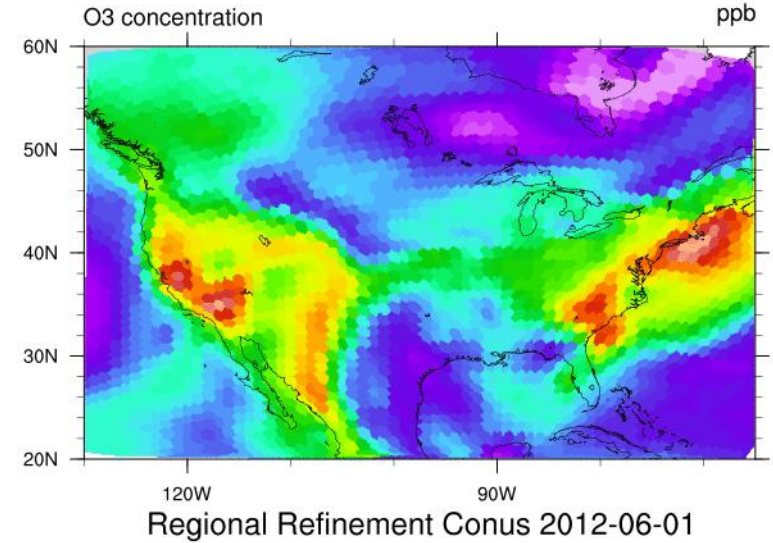 O3 concentration
ppb
60N
50N
40N
30N
20N
120W
90W
Regional Refinement Conus 2012-06-01